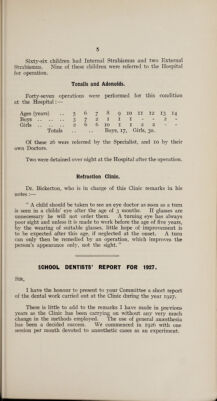 5
Sixty-six children had Internal Strabismus and two External
Strabismus. Nine of these children were referred to the Hospital
for operation.
Tonsils and Adenoids.
Forty-seven operations were performed for this condition
at the Hospital :—
Ages (years) .. 5 6 7 8 9 10 11 12 13 14
Boys .. .. .. 3 7 2 1 1 1 - - 2 -
Girls .. .. .. 2 6 6 10 1 1 2 2 - -
Totals .. .. Boys, 17, Girls, 30.
Of these 26 were referred by the Specialist, and 19 by their
own Doctors.
Two were detained over night at the Hospital after the operation.
Refraction Clinic.
Dr. Bickerton, who is in charge of this Clinic remarks in his
notes :—
" A child should be taken to see an eye doctor as soon as a turn
is seen in a childs' eye after the age of 3 months. If glasses are
unnecessary he will not order them. A turning eye has always
poor sight and unless it is made to work before the age of five years,
by the wearing of suitable glasses, little hope of improvement is
to be expected after this age, if neglected at the onset. A turn
can only then be remedied by an operation, which improves the
person's appearance only, not the sight."
SCHOOL DENTISTS' REPORT FOR 1927.
SIR,
I have the honour to present to your Committee a short report
of the dental work carried out at the Clinic during the year 1927.
There is little to add to the remarks I have made in previous
years as the Clinic has been carrying on without any very much
change in the methods employed. The use of general anæsthesia
has been a decided success. We commenced in 1926 with one
session per month devoted to anæsthetic cases as an experiment.